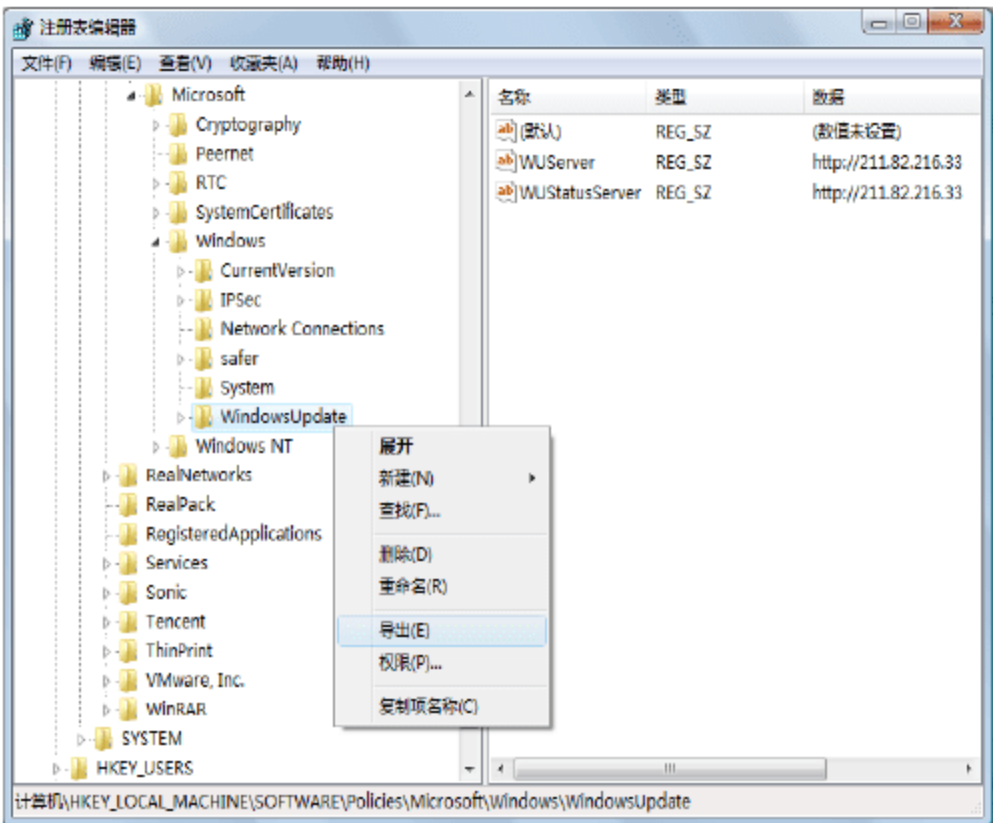 注册表编辑器
文件(F) 编辑(E) 查看(V) 收藏夹(A) 帮助(H)
Microsoft
Cryptography
Peernet
RTC
SystemCertificates
Windows
CurrentVersion
IPSec
Network Connections
safer
System
WindowsUpdate
Windows NT
RealNetworks
RealPack
RegisteredApplications
Services
Sonic
Tencent
ThinPrint
VMware, Inc.
WinRAR
SYSTEM
HKEY_USERS
名称 类型 数据
ab (默认) REG_SZ (数值未设置)
ab WUServer REG_SZ http://211.82.216.33
ab WUStatusServer REG_SZ http://211.82.216.33
展开
新建(N)
查找(F)...
删除(D)
重命名(R)
导出(E)
权限(P)...
复制项名称(C)
计算机\HKEY_LOCAL_MACHINE\SOFTWARE\Policies\Microsoft\Windows\WindowsUpdate